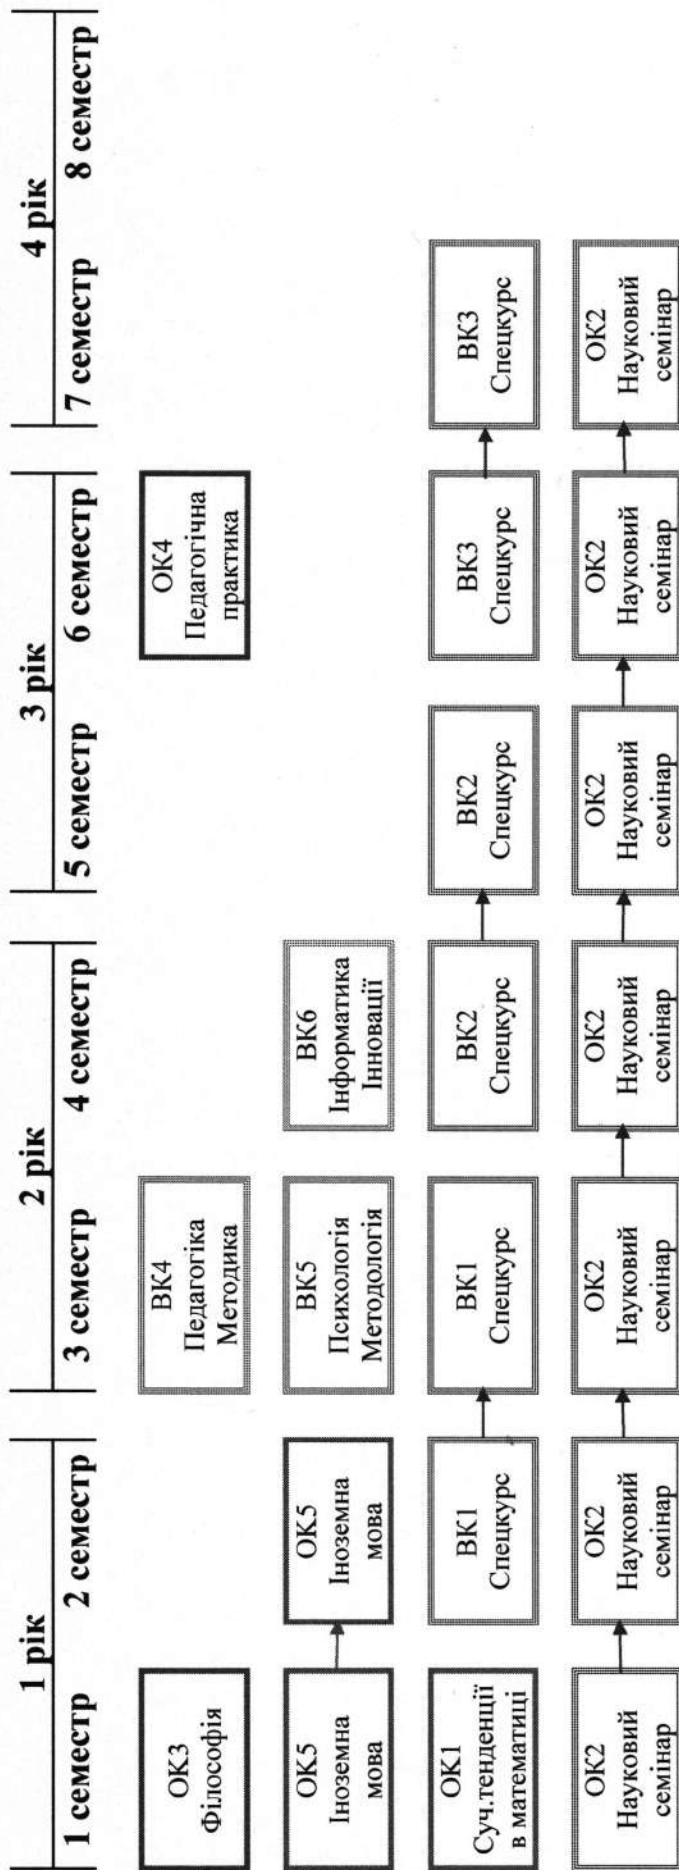 1 рік
2 рік
3 рік
4 рік
1 семестр
2 семестр
3 семестр
4 семестр
5 семестр
6 семестр
7 семестр
8 семестр
ОК3
Філософія
ВК4
Педагогіка
Методика
ОК4
Педагогічна
практика
ОК5
Іноземна
мова
ОК5
Іноземна
мова
ВК5
Психологія
Методологія
ВК6
Інформатика
Інновації
ОК1
Суч.тенденції
в математиці
ВК1
Спецкурс
ВК1
Спецкурс
ВК2
Спецкурс
ВК2
Спецкурс
ВК3
Спецкурс
ВК3
Спецкурс
ОК2
Науковий
семінар
ОК2
Науковий
семінар
ОК2
Науковий
семінар
ОК2
Науковий
семінар
ОК2
Науковий
семінар
ОК2
Науковий
семінар
ОК2
Науковий
семінар